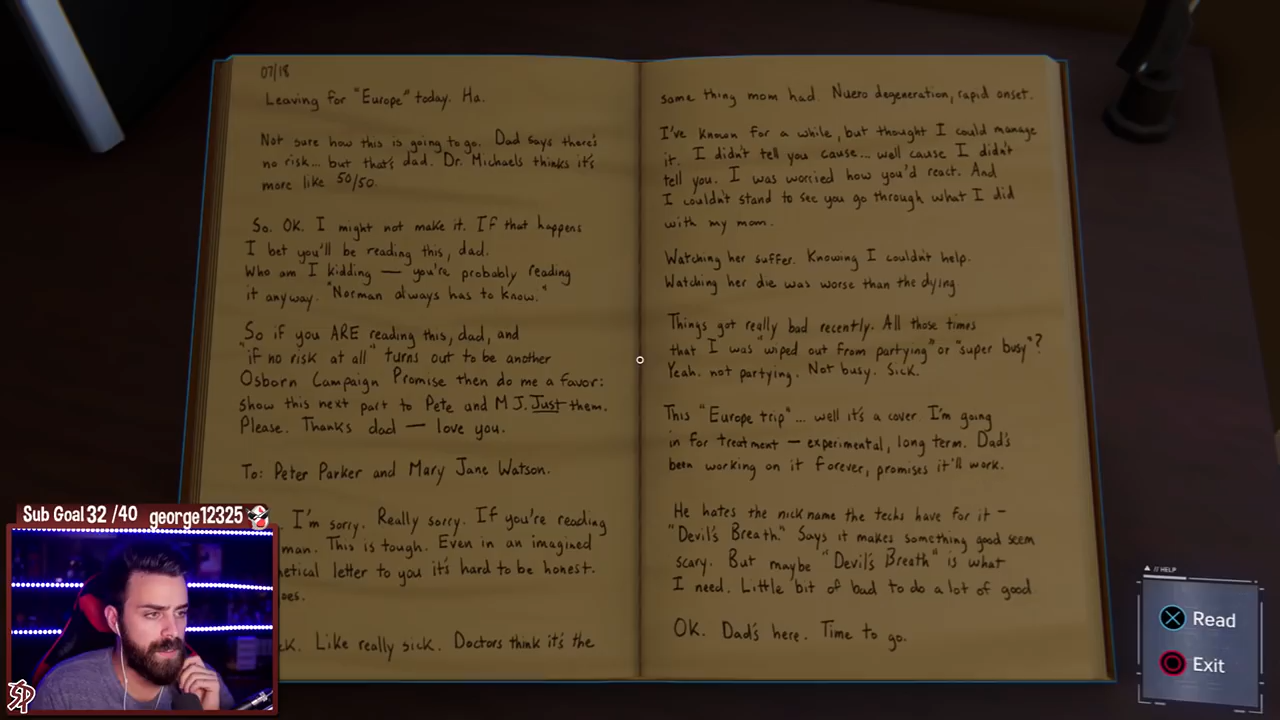 07/18
Leaving for "Europe" today. Ha.
Not sure how this is going to go. Dad says there's
no risk... but that's dad. Dr. Michaels thinks it's
more like 50/50.
So. OK. I might not make it. If that happens
I bet you'll be reading this, dad.
Who am I kidding — you're probably reading
it anyway. "Norman always has to know."
So if you ARE reading this, dad, and
"if no risk at all" turns out to be another
Osborn Campaign Promise then do me a favor:
show this next part to Pete and MJ. Just them.
Please. Thanks dad — love you.
To: Peter Parker and Mary Jane Watson.
I'm sorry. Really sorry. If you're reading
man. This is tough. Even in an imagined
letter to you it's hard to be honest.
Like really sick. Doctors think it's the
same thing mom had. Nuero degeneration, rapid onset.
I've known for a while, but thought I could manage
it. I didn't tell you cause... well cause I didn't
tell you. I was worried how you'd react. And
I couldn't stand to see you go through what I did
with my mom.
Watching her suffer. Knowing I couldn't help.
Watching her die was worse than the dying
Things got really bad recently. All those times
that I was "wiped out from partying" or "super busy"?
Yeah. not partying. Not busy. Sick.
This "Europe trip"... well it's a cover. I'm going
in for treatment — experimental, long term. Dad's
been working on it forever, promises it'll work.
He hates the nickname the techs have for it —
"Devil's Breath." Says it makes something good seem
scary. But maybe "Devil's Breath" is what
I need. Little bit of bad to do a lot of good
OK. Dad's here. Time to go.
Sub Goal 32 /40 george12325
// HELP
Read
Exit